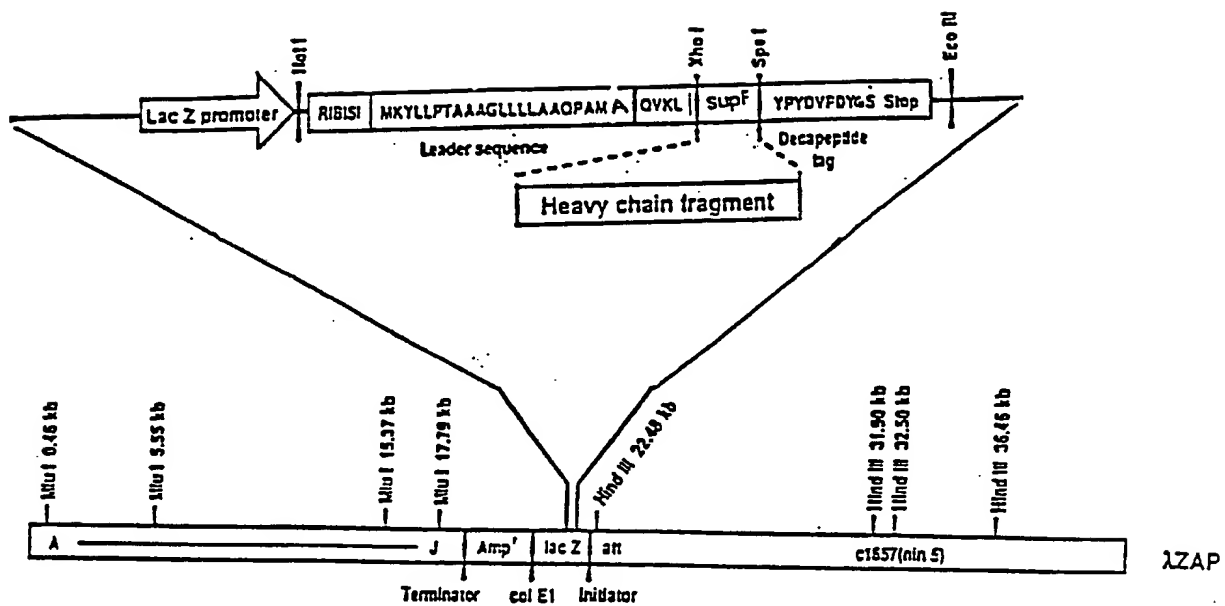 Not I
Xho I
Spe I
Eco RI
Lac Z promoter
RIBISI
MKYLLPTAAAGLLLLAAQPAMA
QVKL
SupF
YPYDVPDYGS Stop
Leader sequence
Decapeptide
tag
Heavy chain fragment
Mlu I 0.46 kb
Mlu I 5.55 kb
Mlu I 15.37 kb
Mlu I 17.79 kb
Hind III 22.48 kb
Hind III 31.90 kb
Hind III 32.50 kb
Hind III 36.46 kb
A
J
Amp r
lac Z
att
c1857(nin 5)
λZAP
Terminator
col E1
Initiator